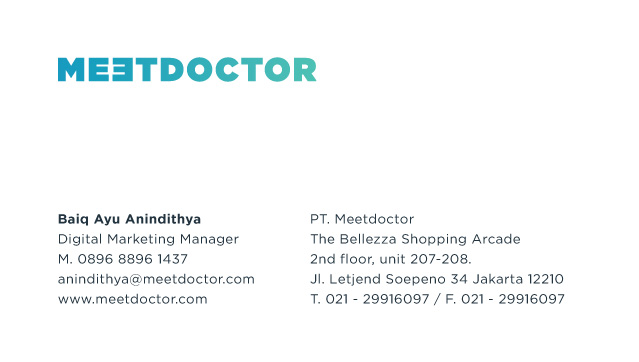 MEETDOCTOR
Baiq Ayu Anindithya
Digital Marketing Manager
M. 0896 8896 1437
anindithya@meetdoctor.com
www.meetdoctor.com
PT. Meetdoctor
The Bellezza Shopping Arcade
2nd floor, unit 207-208.
Jl. Letjend Soepeno 34 Jakarta 12210
T. 021 - 29916097 / F. 021 - 29916097